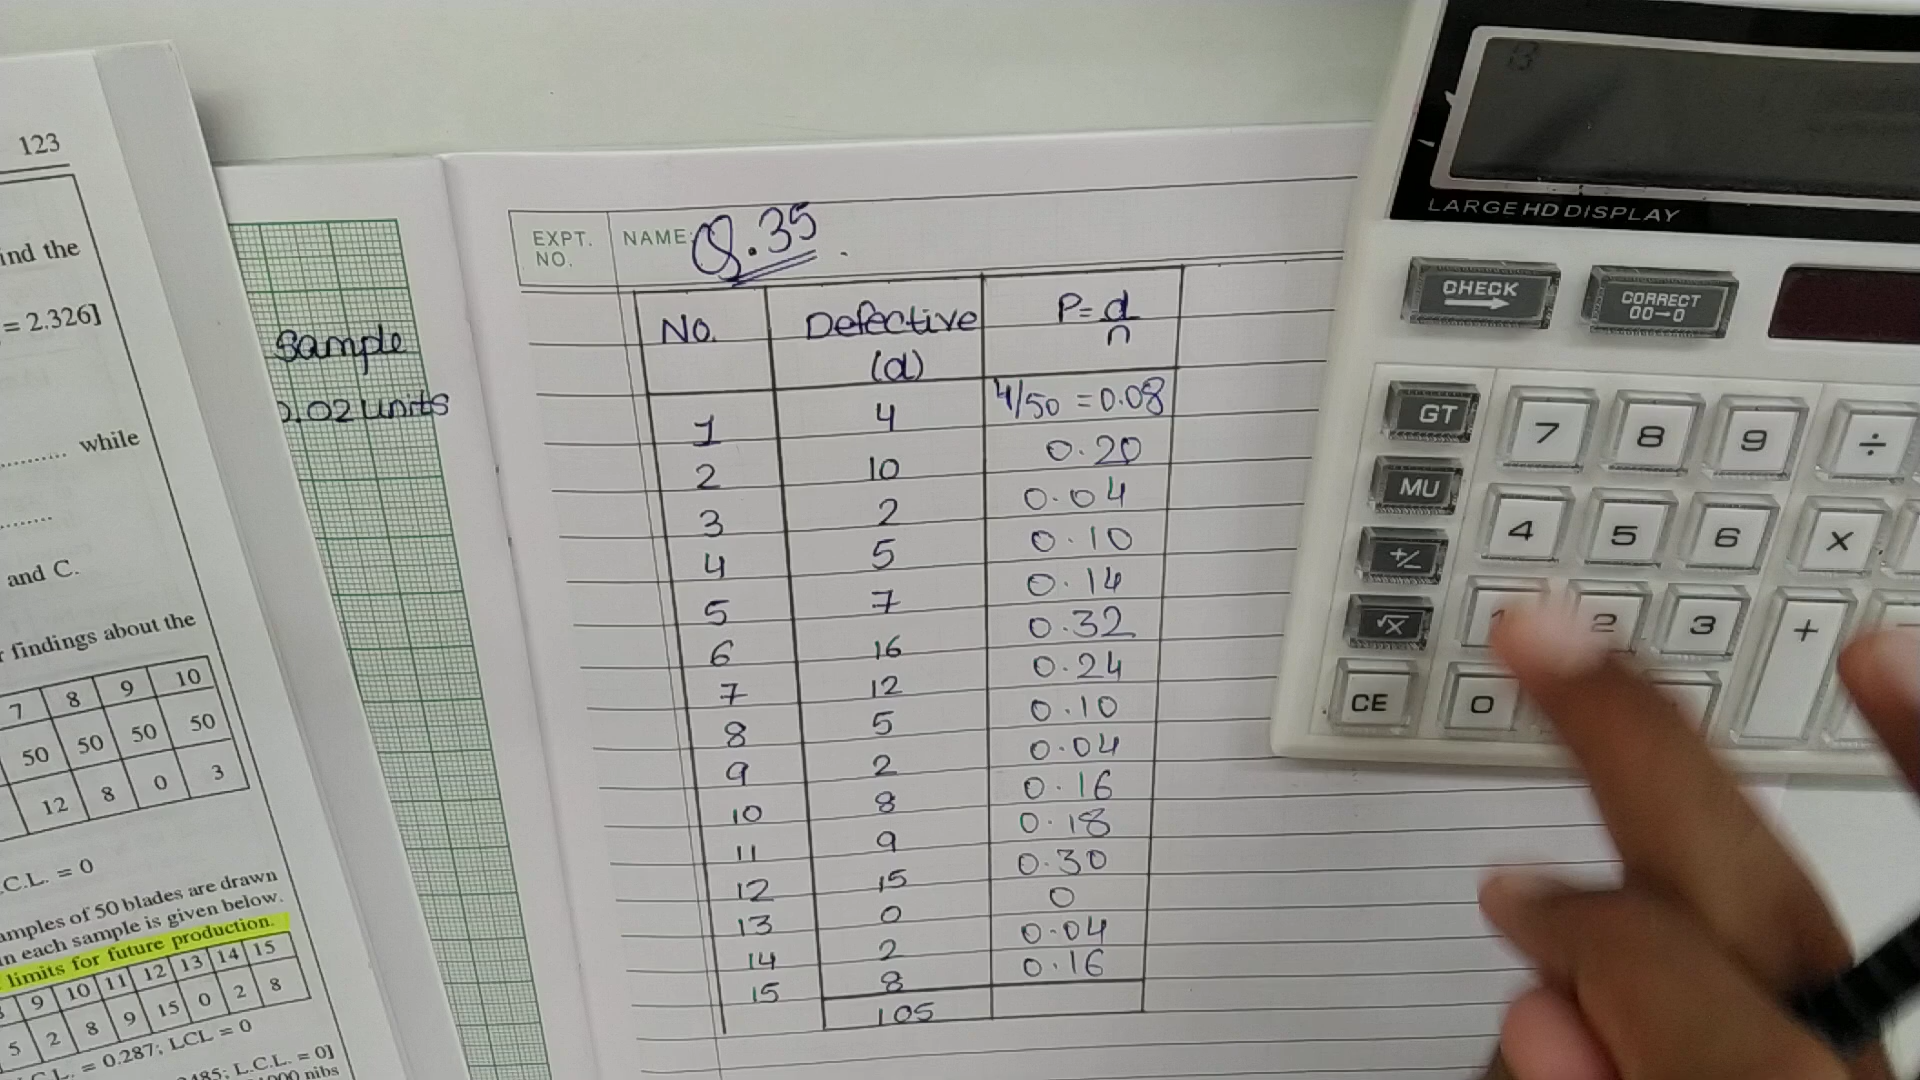 123
ind the
= 2.326]
.......... while
........
and C.
findings about the
7 8 9 10
50 50 50 50
12 8 0 3
C.L. = 0
amples of 50 blades are drawn
in each sample is given below.
limits for future production.
9 10 11 12 13 14 15
5 2 8 9 15 0 2 8
C.L. = 0.287; LCL = 0
485; L.C.L. = 0]
000 nibs
Sample
0.02 units
EXPT. NO.
NAME
Q.35
No. Defective (d) P= d/n
1 4 4/50 = 0.08
2 10 0.20
3 2 0.04
4 5 0.10
5 7 0.14
6 16 0.32
7 12 0.24
8 5 0.10
9 2 0.04
10 8 0.16
11 9 0.18
12 15 0.30
13 0 0
14 2 0.04
15 8 0.16
105
LARGE HD DISPLAY
CHECK
CORRECT
00→0
GT 7 8 9 ÷
MU 4 5 6 ×
+/- 1 2 3 +
√x
CE 0